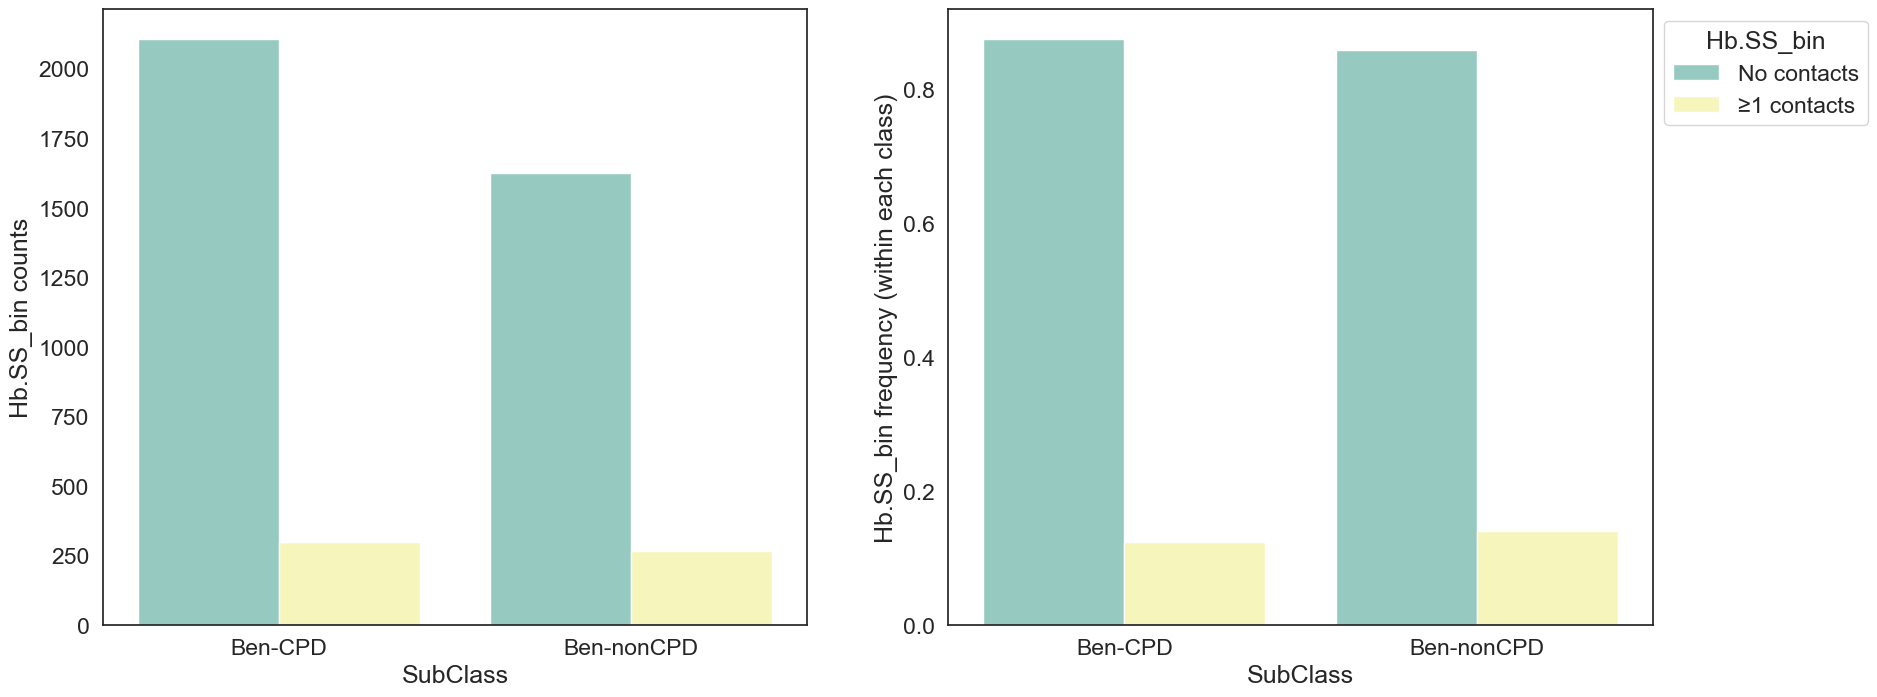 Hb.SS_bin counts
2000
1750
1500
1250
1000
750
500
250
0
Ben-CPD
Ben-nonCPD
SubClass
Hb.SS_bin frequency (within each class)
0.8
0.6
0.4
0.2
0.0
Ben-CPD
Ben-nonCPD
SubClass
Hb.SS_bin
No contacts
≥1 contacts